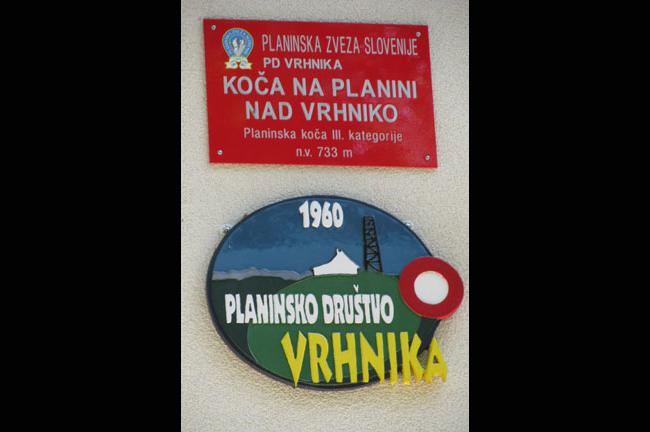 PLANINSKA ZVEZA SLOVENIJE
PD VRHNIKA
KOČA NA PLANINI
NAD VRHNIKO
Planinska koča III. kategorije
n.v. 733 m
1960
PLANINSKO DRUŠTVO
VRHNIKA